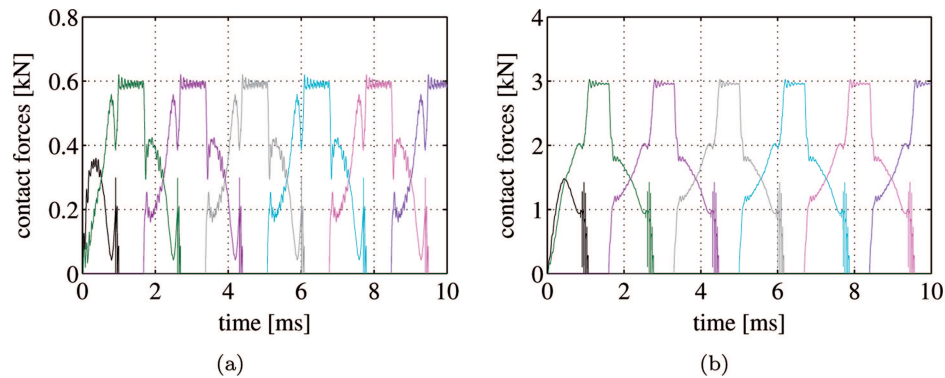 contact forces [kN]
0.8
0.6
0.4
0.2
0
0 2 4 6 8 10
time [ms]
(a)
contact forces [kN]
4
3
2
1
0
0 2 4 6 8 10
time [ms]
(b)